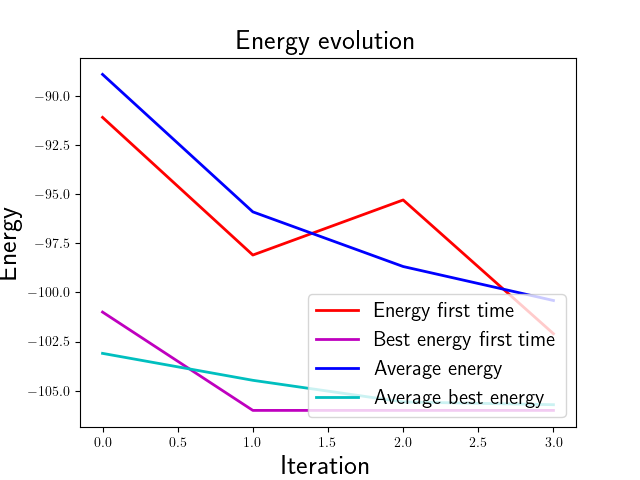 Energy evolution
Energy
−90.0
−92.5
−95.0
−97.5
−100.0
−102.5
−105.0
Energy first time
Best energy first time
Average energy
Average best energy
0.0 0.5 1.0 1.5 2.0 2.5 3.0
Iteration